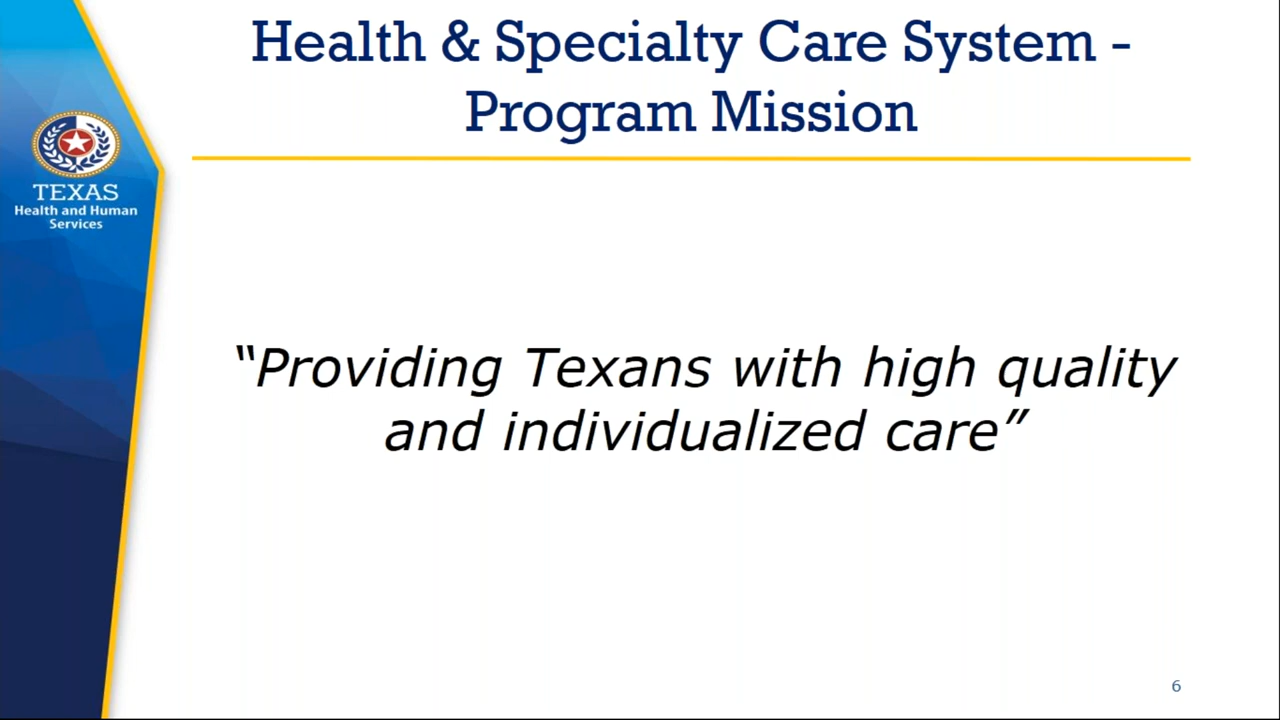 Health & Specialty Care System -
Program Mission
TEXAS
Health and Human
Services
“Providing Texans with high quality
and individualized care”
6